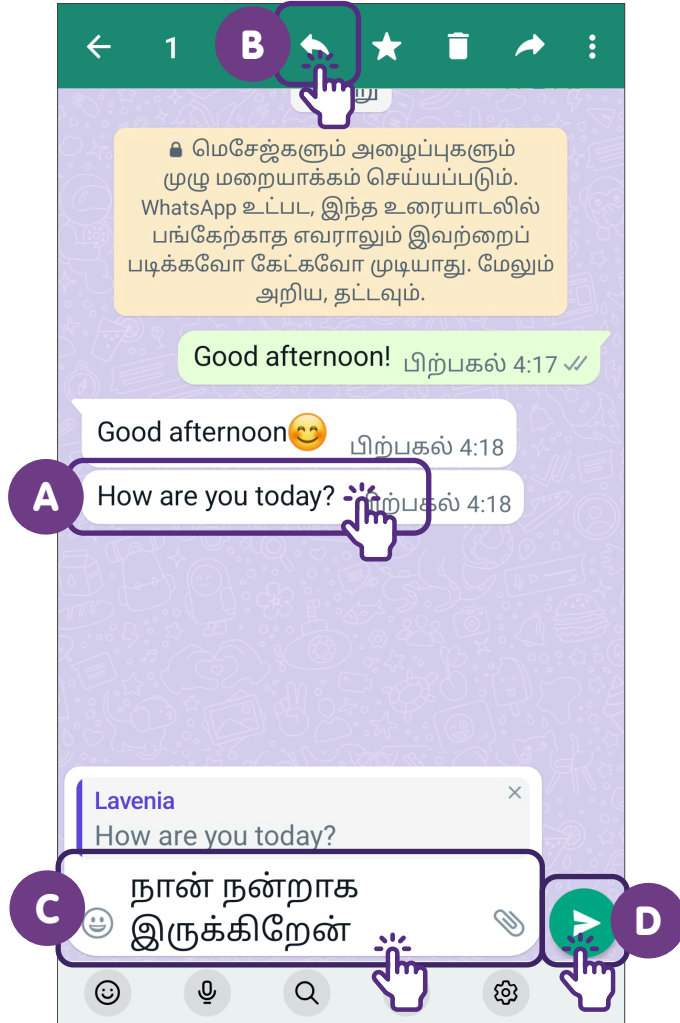 1
B
மெசேஜ்களும் அழைப்புகளும்
முழு மறையாக்கம் செய்யப்படும்.
WhatsApp உட்பட, இந்த உரையாடலில்
பங்கேற்காத எவராலும் இவற்றைப்
படிக்கவோ கேட்கவோ முடியாது. மேலும்
அறிய, தட்டவும்.
Good afternoon! பிற்பகல் 4:17
Good afternoon😊 பிற்பகல் 4:18
A
How are you today? பிற்பகல் 4:18
Lavenia
How are you today?
C
நான் நன்றாக
இருக்கிறேன்
D